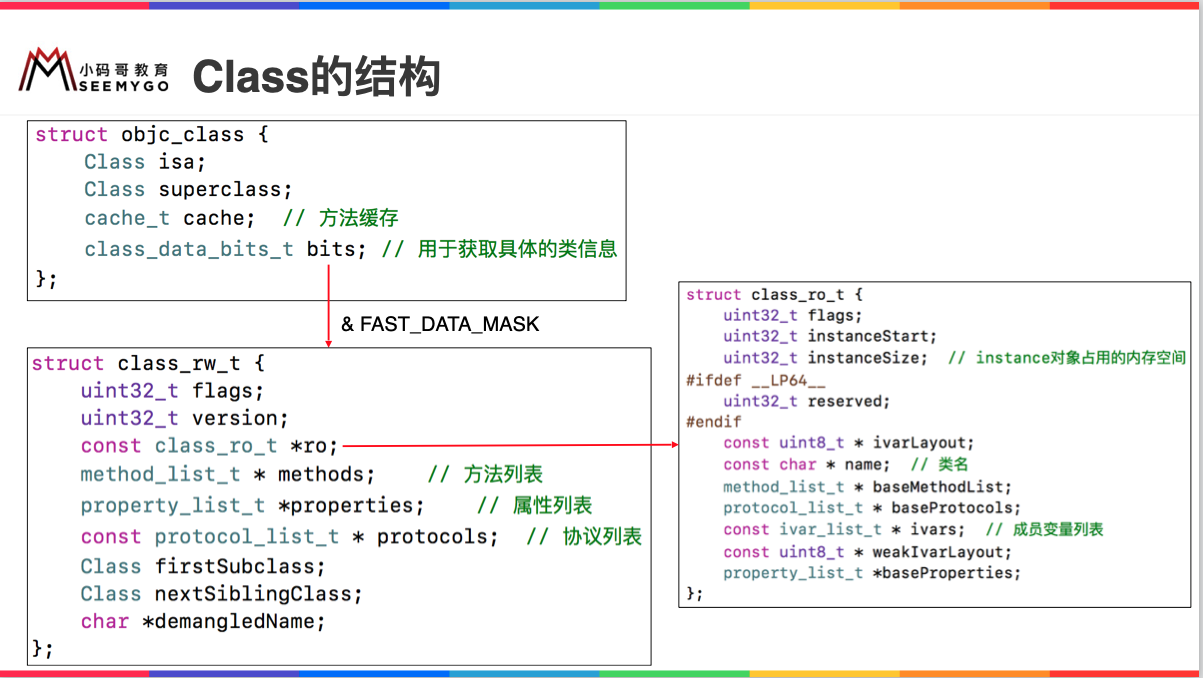 小码哥教育
SEEMYGO
Class的结构
struct objc_class {
    Class isa;
    Class superclass;
    cache_t cache;  // 方法缓存
    class_data_bits_t bits; // 用于获取具体的类信息
};
& FAST_DATA_MASK
struct class_rw_t {
    uint32_t flags;
    uint32_t version;
    const class_ro_t *ro;
    method_list_t * methods;    // 方法列表
    property_list_t *properties;    // 属性列表
    const protocol_list_t * protocols;  // 协议列表
    Class firstSubclass;
    Class nextSiblingClass;
    char *demangledName;
};
struct class_ro_t {
    uint32_t flags;
    uint32_t instanceStart;
    uint32_t instanceSize;  // instance对象占用的内存空间
#ifdef __LP64__
    uint32_t reserved;
#endif
    const uint8_t * ivarLayout;
    const char * name;  // 类名
    method_list_t * baseMethodList;
    protocol_list_t * baseProtocols;
    const ivar_list_t * ivars;  // 成员变量列表
    const uint8_t * weakIvarLayout;
    property_list_t *baseProperties;
};